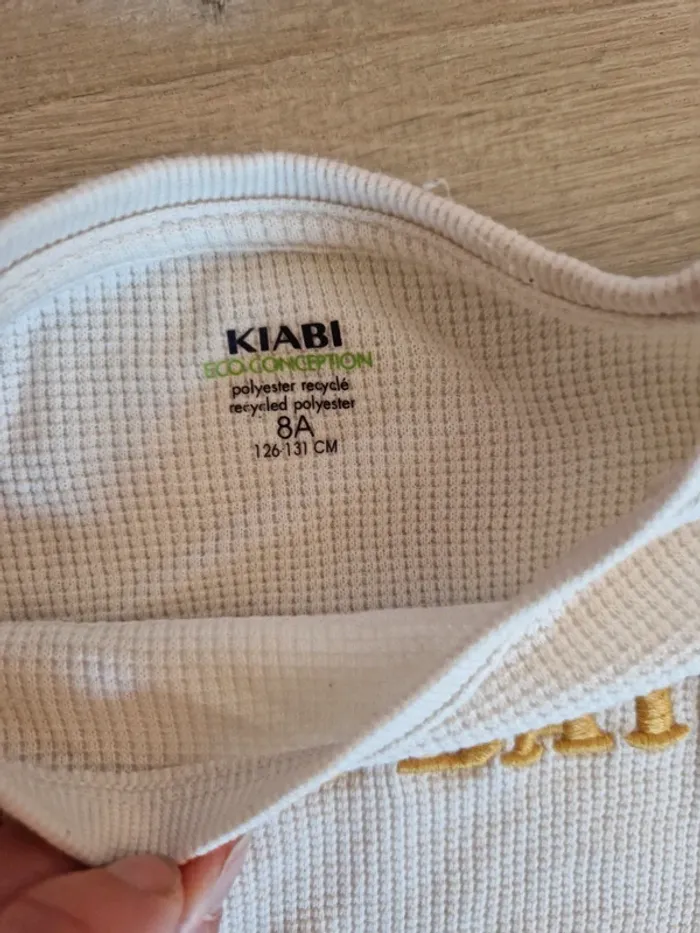 KIABI
ECO-CONCEPTION
polyester recyclé
recycled polyester
8A
126-131 CM